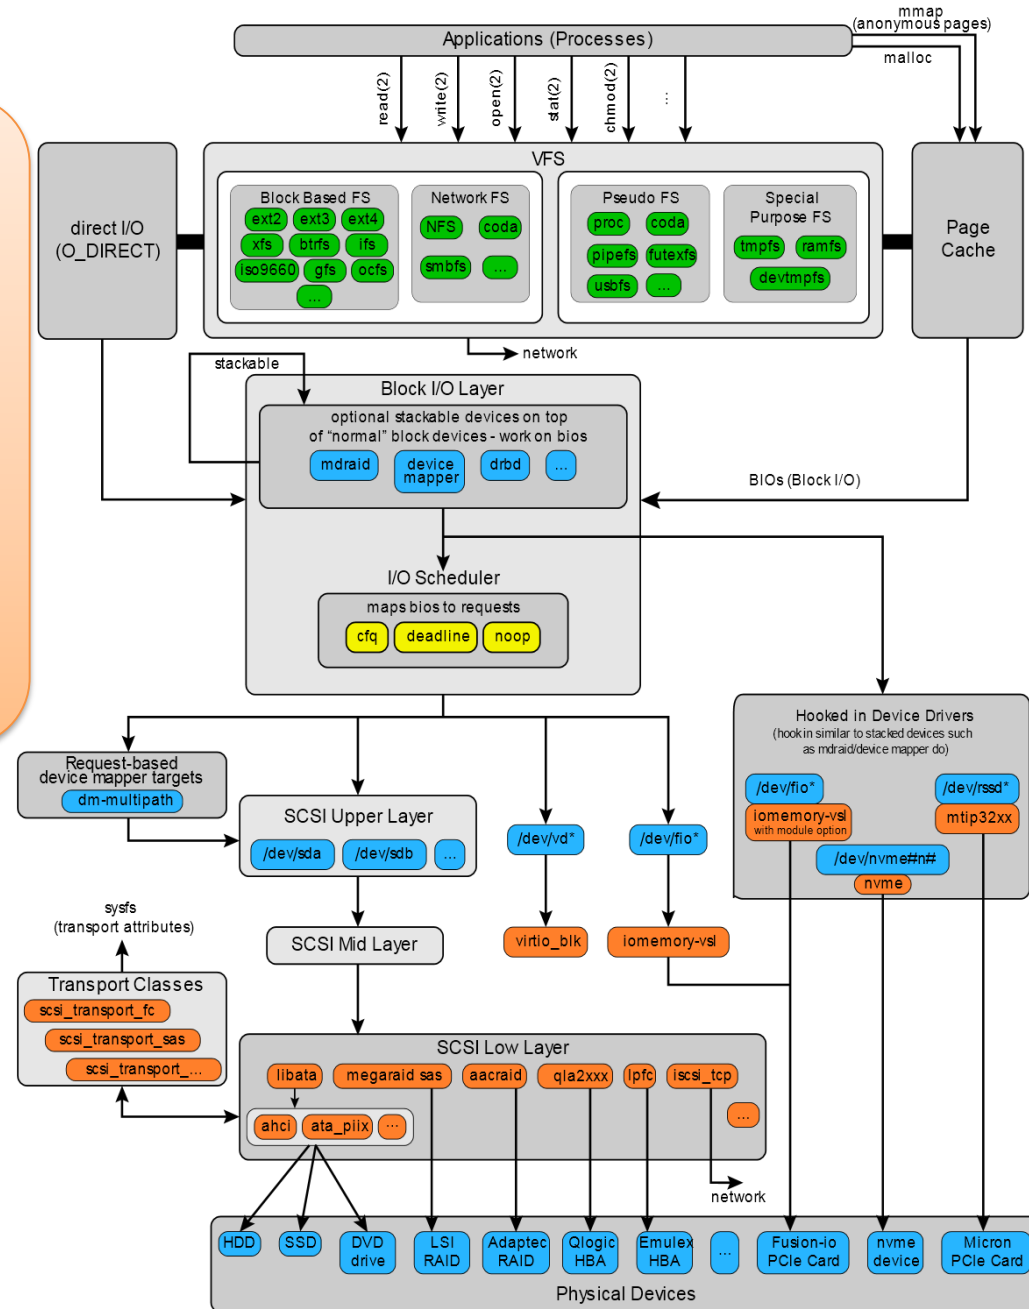 mmap
(anonymous pages)
Applications (Processes)
malloc
read(2)
write(2)
open(2)
stat(2)
chmod(2)
...
VFS
direct I/O
(O_DIRECT)
Block Based FS
ext2 ext3 ext4
xfs btrfs ifs
iso9660 gfs ocfs
...
Network FS
NFS coda
smbfs ...
Pseudo FS
proc coda
pipefs futexfs
usbfs ...
Special
Purpose FS
tmpfs ramfs
devtmpfs
Page
Cache
network
stackable
Block I/O Layer
optional stackable devices on top
of “normal” block devices - work on bios
mdraid device mapper drbd ...
BIOs (Block I/O)
I/O Scheduler
maps bios to requests
cfq deadline noop
Hooked in Device Drivers
(hook in similar to stacked devices such
as mdraid/device mapper do)
/dev/fio* /dev/rssd*
iomemory-vsl mtip32xx
with module option
/dev/nvme#n#
nvme
Request-based
device mapper targets
dm-multipath
SCSI Upper Layer
/dev/sda /dev/sdb ...
/dev/vd* /dev/fio*
sysfs
(transport attributes)
SCSI Mid Layer
virtio_blk iomemory-vsl
Transport Classes
scsi_transport_fc
scsi_transport_sas
scsi_transport_...
SCSI Low Layer
libata megaraid sas aacraid qla2xxx lpfc iscsi_tcp
...
ahci ata_piix ...
network
HDD SSD DVD drive LSI RAID Adaptec RAID Qlogic HBA Emulex HBA ... Fusion-io PCIe Card nvme device Micron PCIe Card
Physical Devices